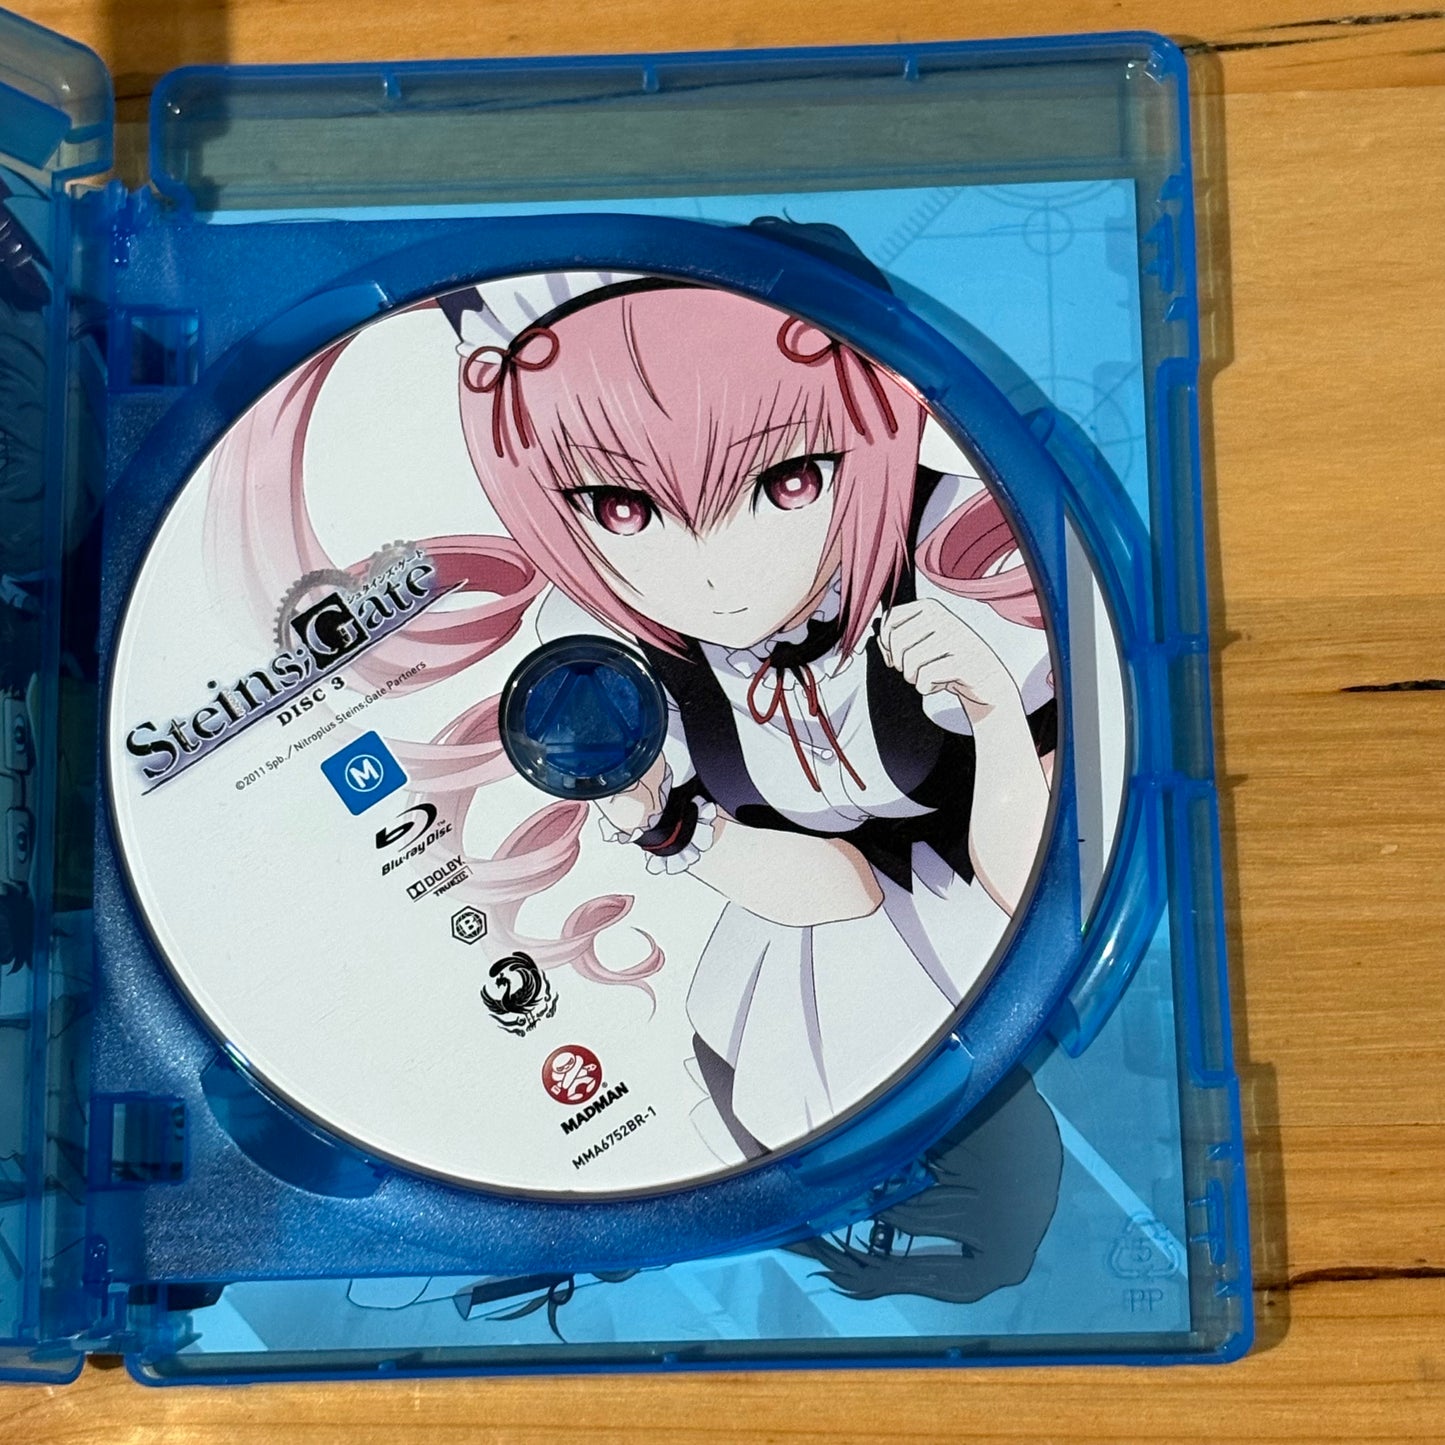 シュタインズ・ゲート
Steins;Gate
DISC 3
©2011 5pb./Nitroplus Steins;Gate Partners
M
Blu-ray Disc™
DOLBY
TRUEHD
B
MADMAN®
MMA6752BR-1
5
PP